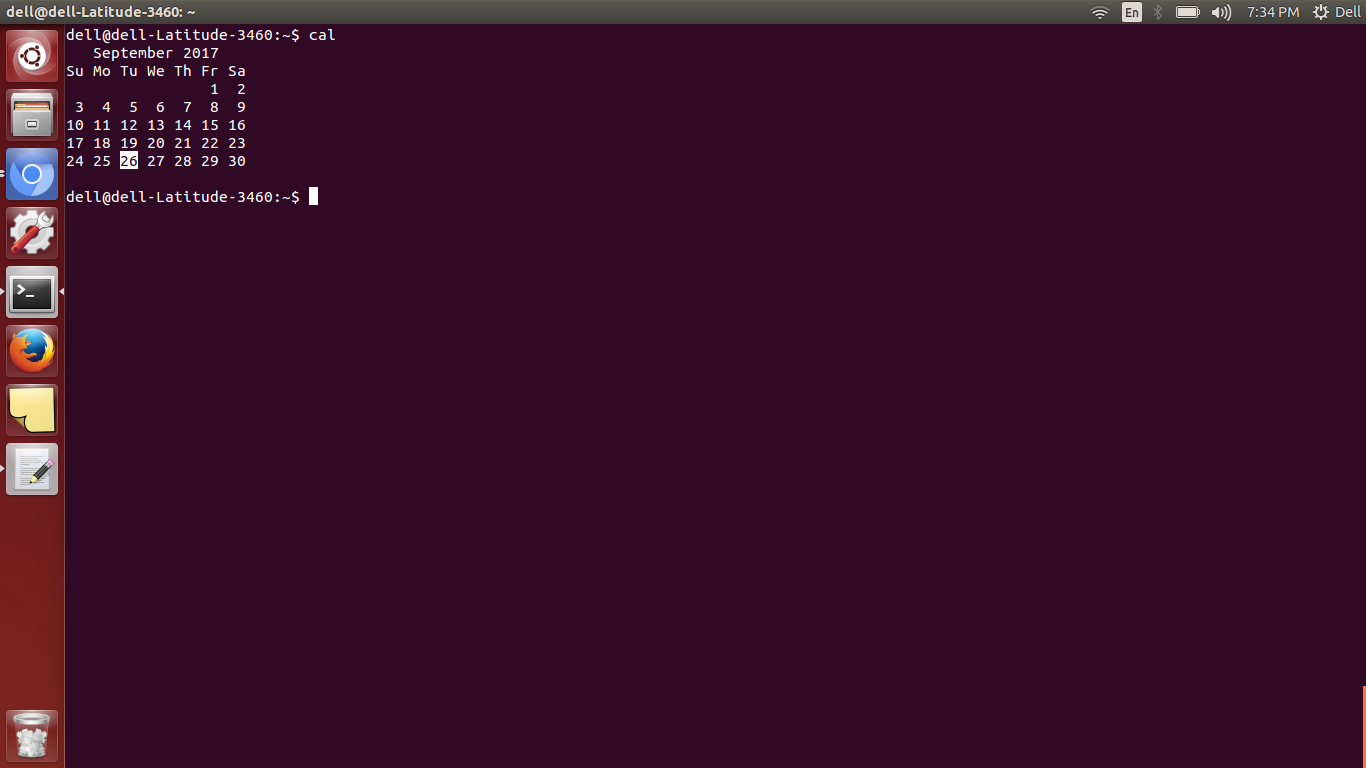 dell@dell-Latitude-3460: ~
En
7:34 PM
Dell
dell@dell-Latitude-3460:~$ cal
   September 2017
Su Mo Tu We Th Fr Sa
                1  2
 3  4  5  6  7  8  9
10 11 12 13 14 15 16
17 18 19 20 21 22 23
24 25 26 27 28 29 30
dell@dell-Latitude-3460:~$